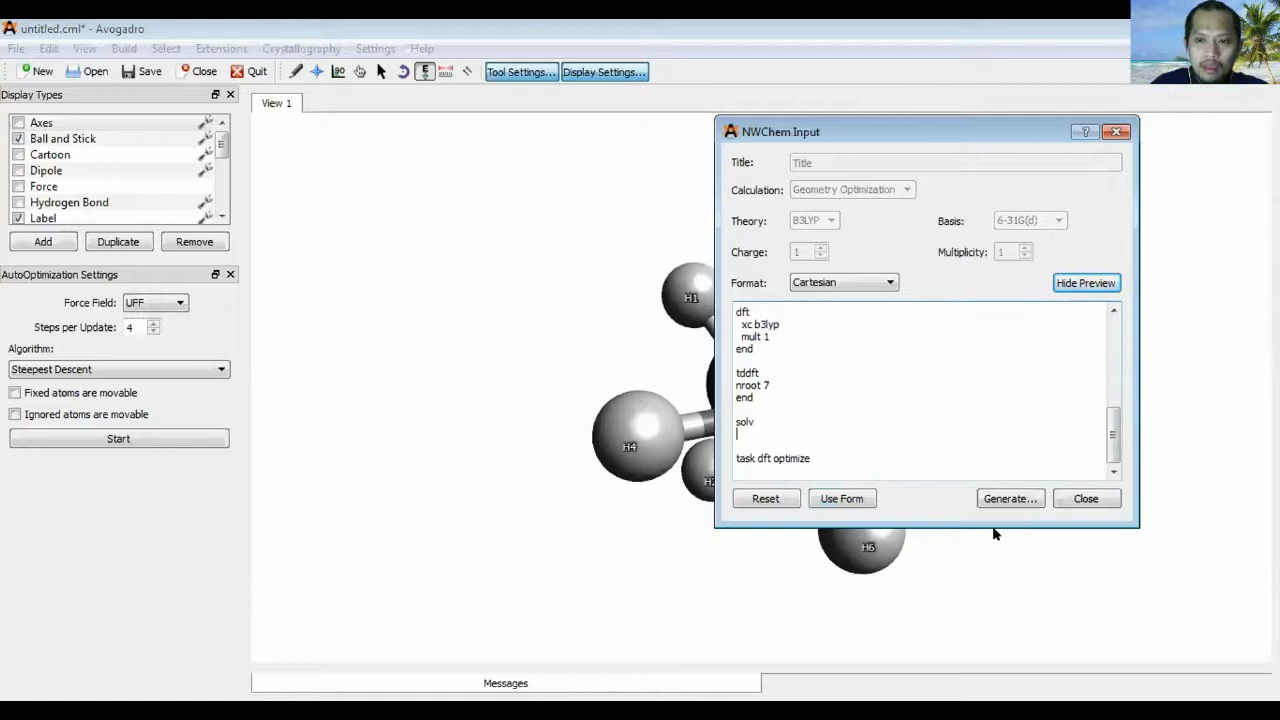 untitled.cml* - Avogadro
File Edit View Build Select Extensions Crystallography Settings Help
New Open Save Close Quit 90 E Tool Settings... Display Settings...
Display Types
Axes
Ball and Stick
Cartoon
Dipole
Force
Hydrogen Bond
Label
Add Duplicate Remove
AutoOptimization Settings
Force Field: UFF
Steps per Update: 4
Algorithm:
Steepest Descent
Fixed atoms are movable
Ignored atoms are movable
Start
View 1
H1
H4
H6
NWChem Input
Title: Title
Calculation: Geometry Optimization
Theory: B3LYP Basis: 6-31G(d)
Charge: 1 Multiplicity: 1
Format: Cartesian Hide Preview
dft
xc b3lyp
mult 1
end
tddft
nroot 7
end
solv
task dft optimize
Reset Use Form Generate... Close
Messages